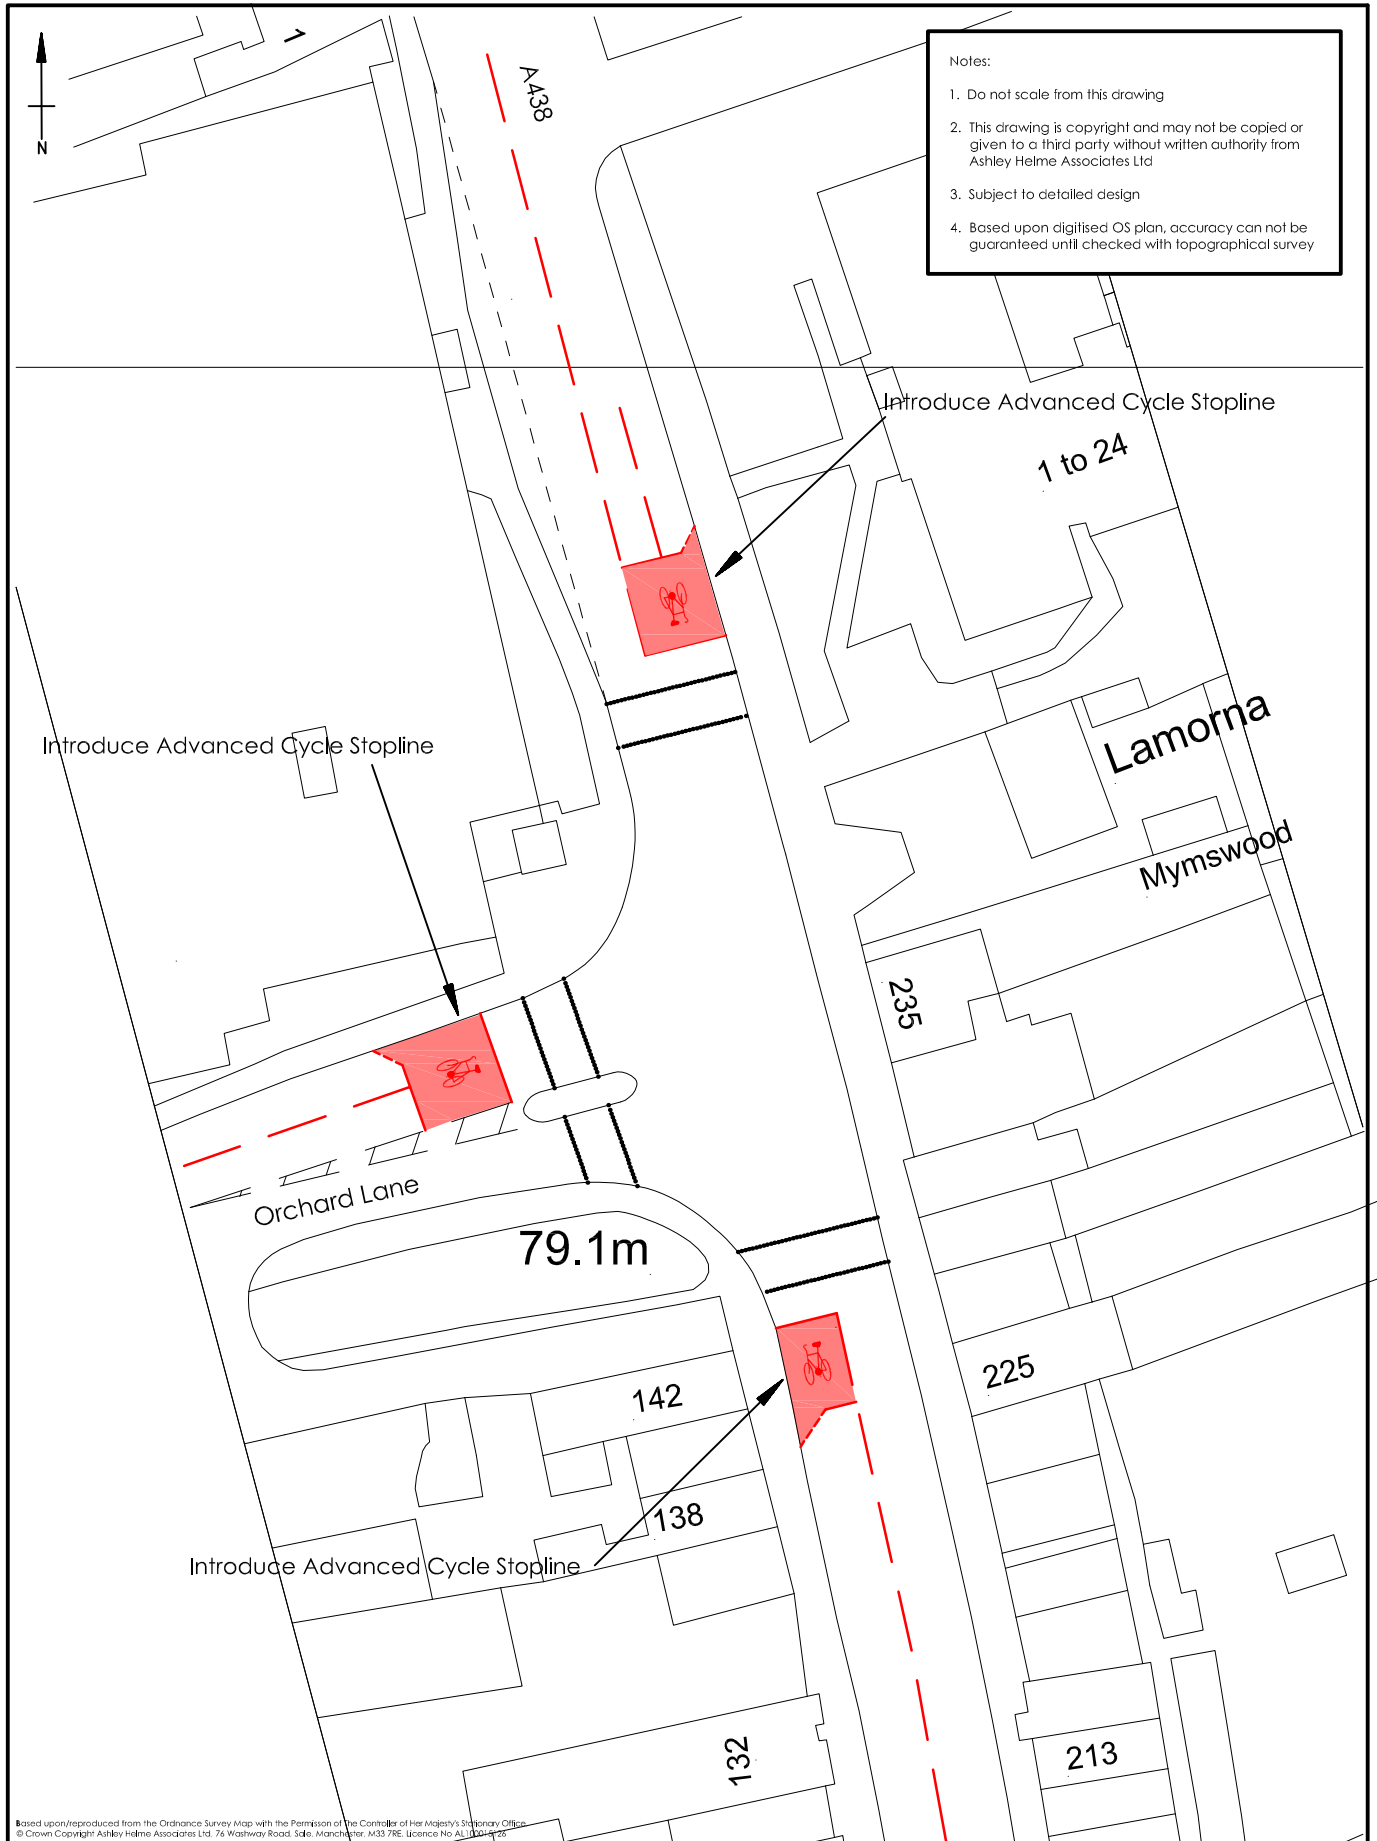 1
N
A438
Notes:
1. Do not scale from this drawing
2. This drawing is copyright and may not be copied or
given to a third party without written authority from
Ashley Helme Associates Ltd
3. Subject to detailed design
4. Based upon digitised OS plan, accuracy can not be
guaranteed until checked with topographical survey
Introduce Advanced Cycle Stopline
1 to 24
Lamorna
Introduce Advanced Cycle Stopline
Mymswood
235
Orchard Lane
79.1m
225
142
138
Introduce Advanced Cycle Stopline
132
213
Based upon/reproduced from the Ordnance Survey Map with the Permisson of The Controller of Her Majesty's Stationary Office
© Crown Copyright Ashley Helme Associates Ltd. 76 Washway Road. Sale. Manchester. M33 7RE. Licence No